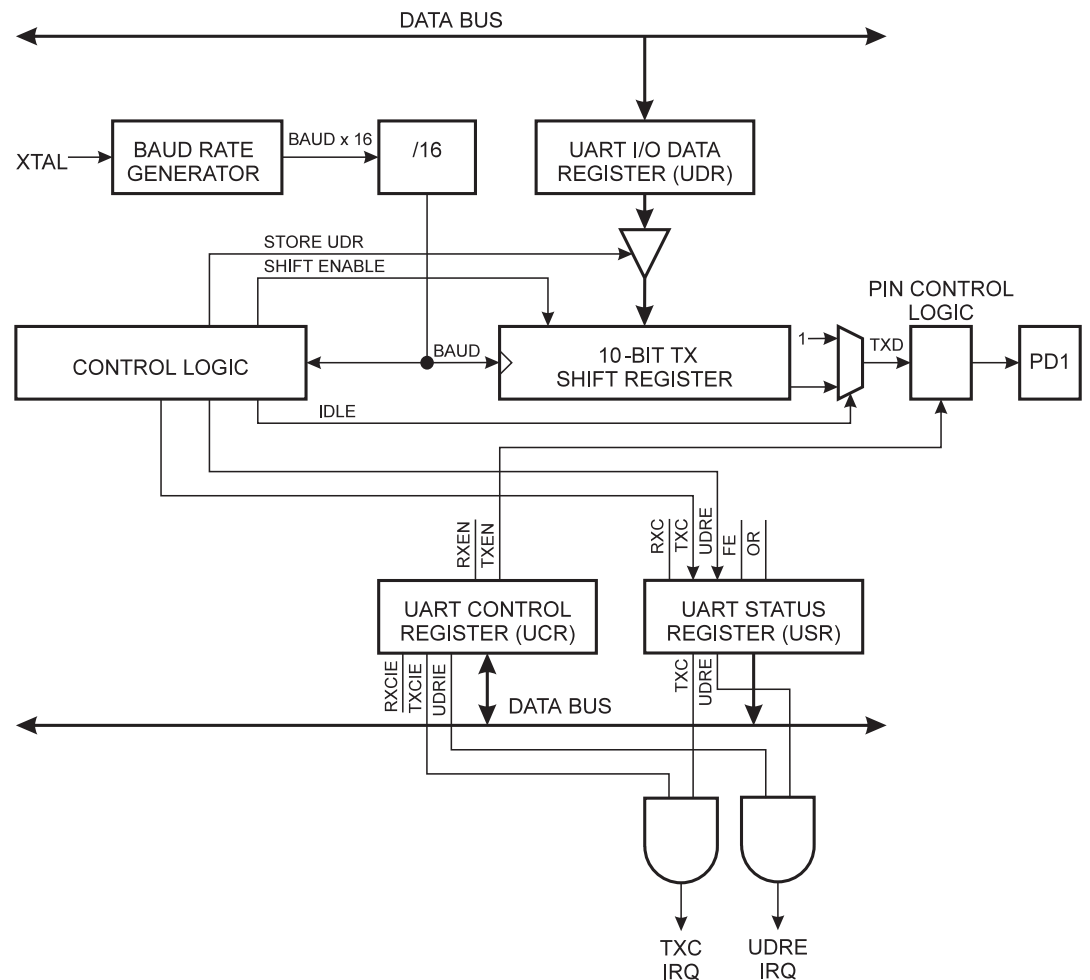 DATA BUS
XTAL
BAUD RATE
GENERATOR
BAUD x 16
/16
UART I/O DATA
REGISTER (UDR)
STORE UDR
SHIFT ENABLE
PIN CONTROL
LOGIC
CONTROL LOGIC
BAUD
10-BIT TX
SHIFT REGISTER
1
TXD
PD1
IDLE
RXEN
TXEN
RXC
TXC
UDRE
FE
OR
UART CONTROL
REGISTER (UCR)
UART STATUS
REGISTER (USR)
RXCIE
TXCIE
UDRIE
TXC
UDRE
DATA BUS
TXC
IRQ
UDRE
IRQ